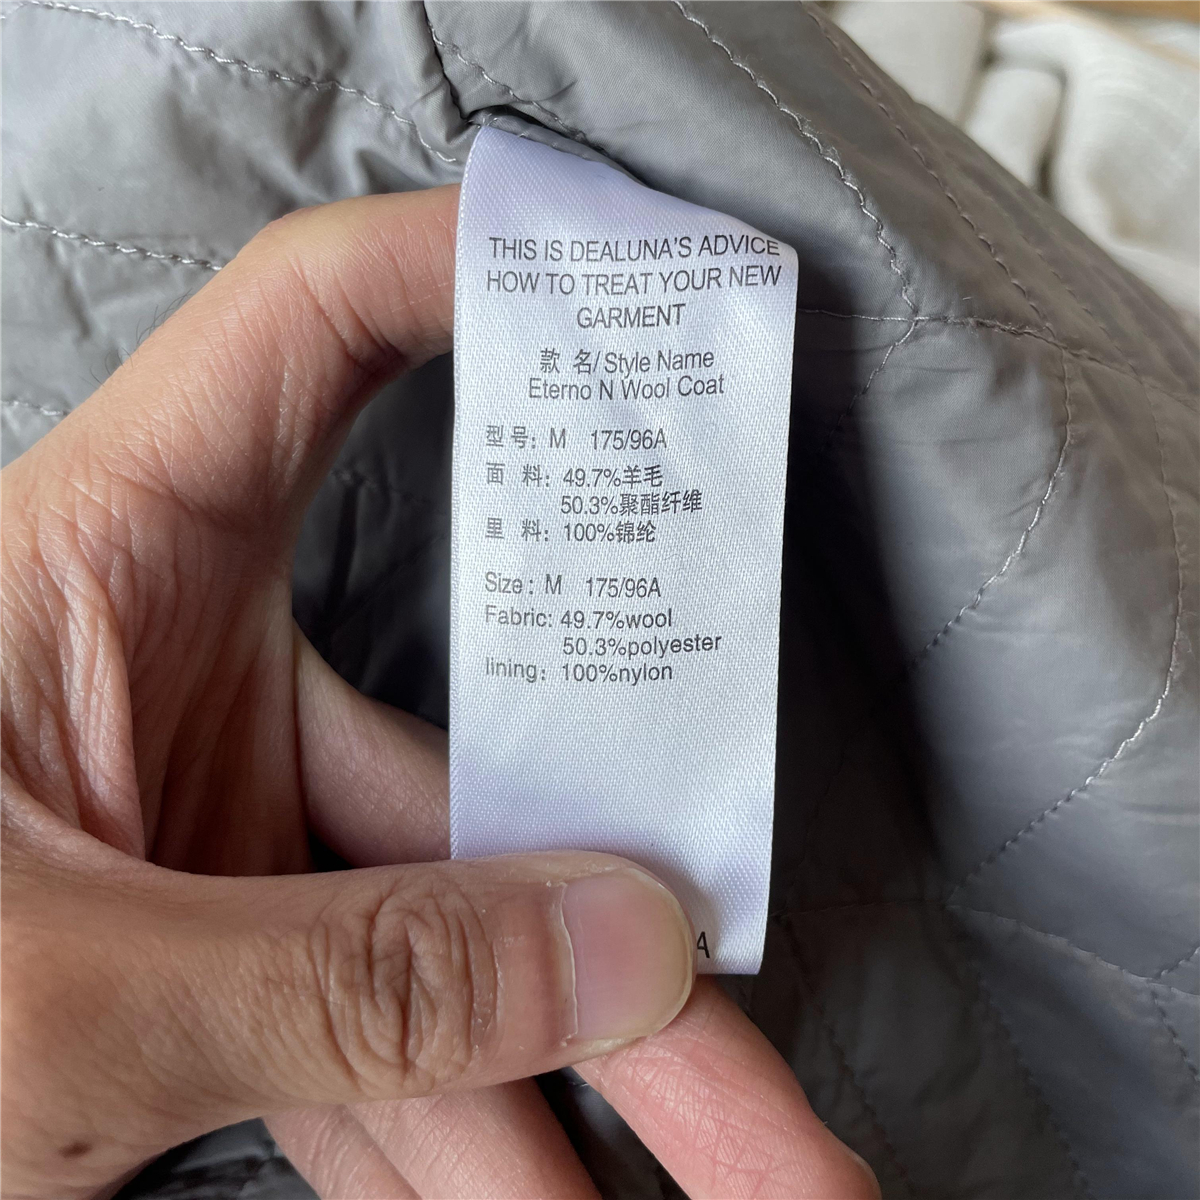 THIS IS DEALUNA'S ADVICE
HOW TO TREAT YOUR NEW
GARMENT
款 名/ Style Name
Eterno N Wool Coat
型号: M 175/96A
面 料: 49.7%羊毛
50.3%聚酯纤维
里 料: 100%锦纶
Size : M 175/96A
Fabric: 49.7%wool
50.3%polyester
lining: 100%nylon
A